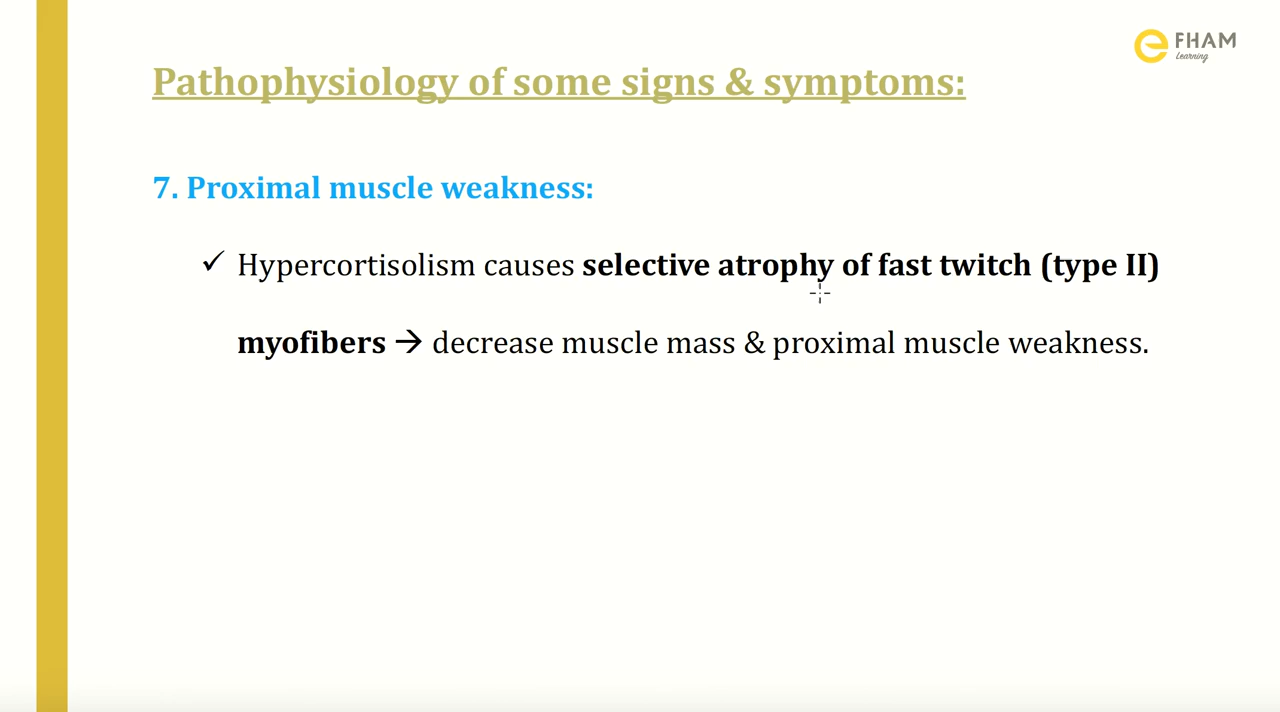 FHAM
Learning
Pathophysiology of some signs & symptoms:
7. Proximal muscle weakness:
✓ Hypercortisolism causes selective atrophy of fast twitch (type II)
myofibers → decrease muscle mass & proximal muscle weakness.